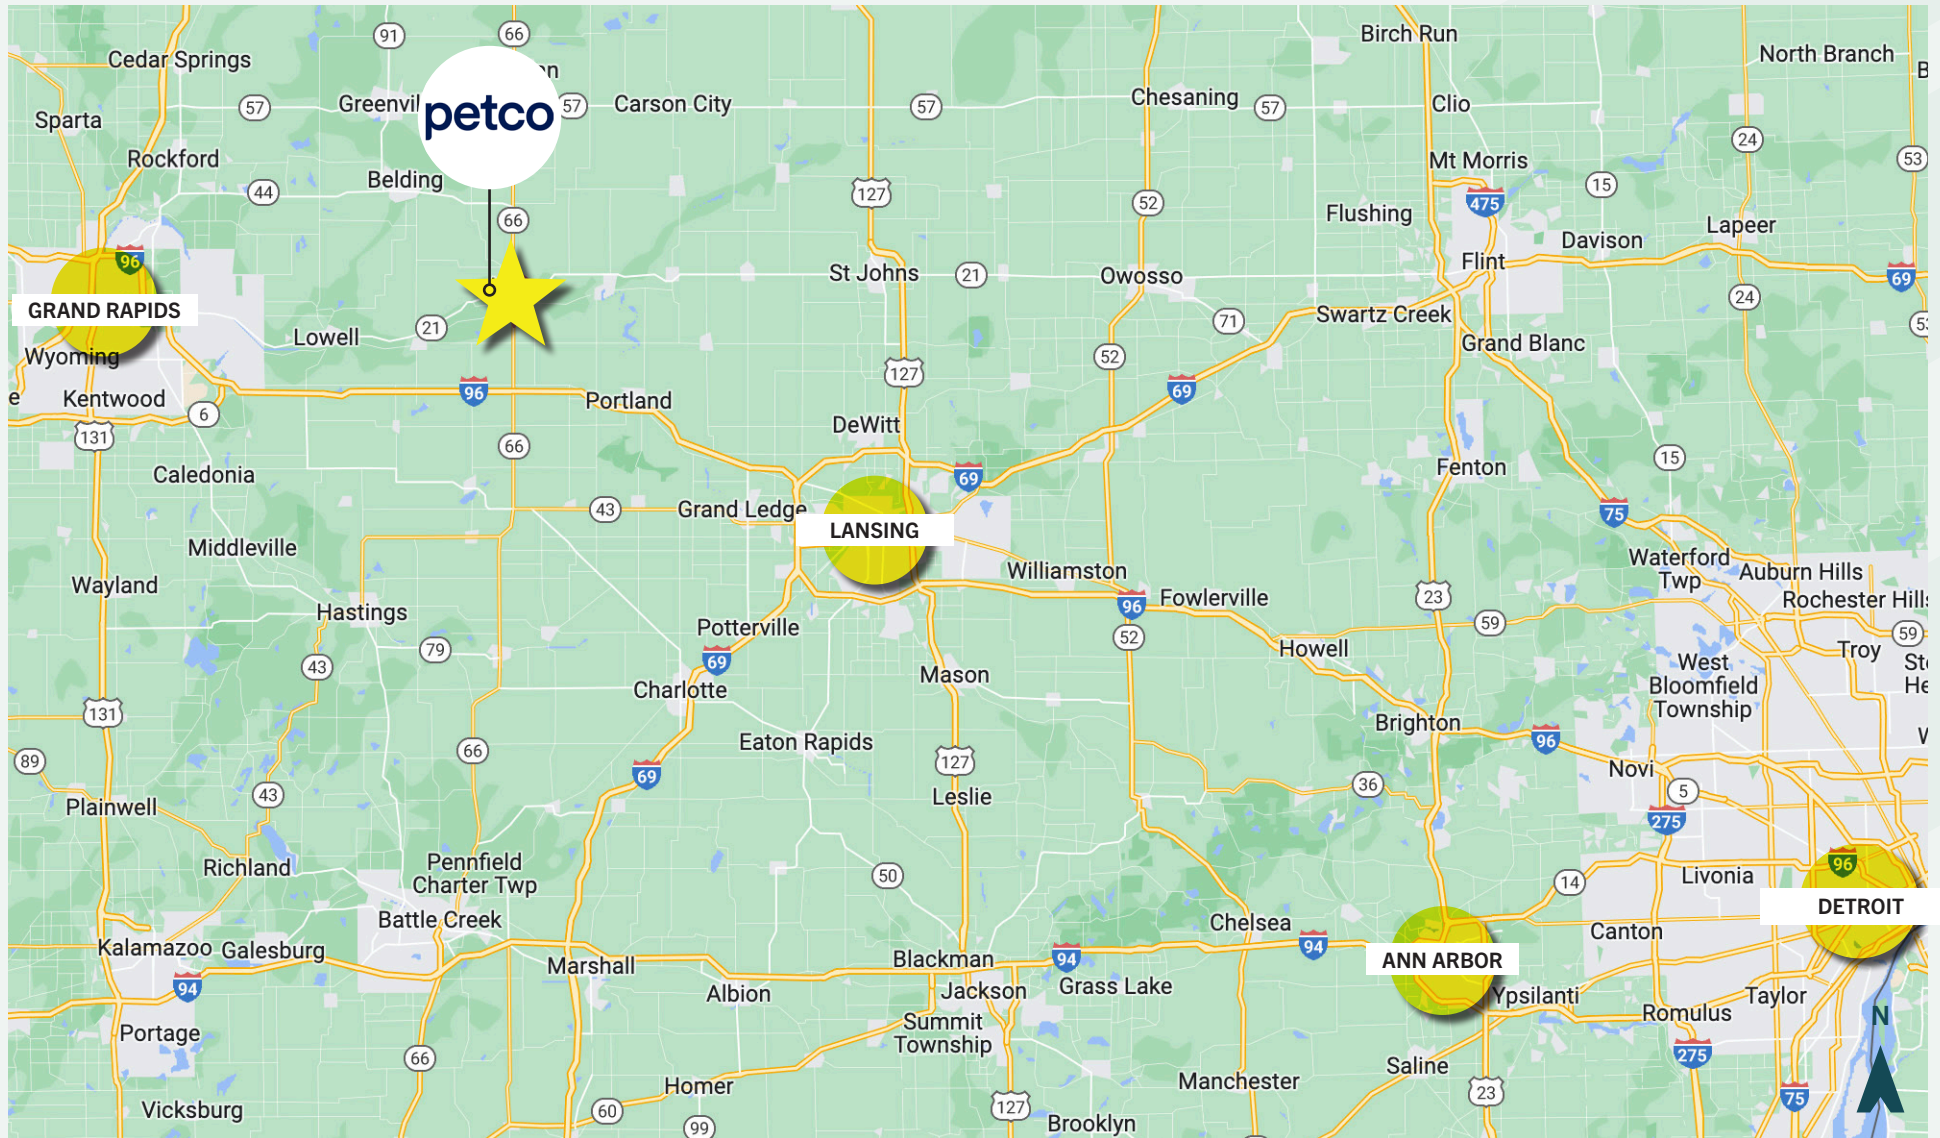 91
66
Birch Run
North Branch
Cedar Springs
57
Greenvil
petco
57
Carson City
57
Chesaning
57
Clio
Sparta
24
Rockford
Mt Morris
53
Belding
44
127
52
475
15
66
Flushing
Lapeer
Davison
96
St Johns
21
Owosso
Flint
69
GRAND RAPIDS
24
Lowell
21
71
Swartz Creek
Wyoming
52
Grand Blanc
127
96
69
Kentwood
6
Portland
131
DeWitt
66
Caledonia
69
Fenton
15
43
Grand Ledge
LANSING
75
Middleville
Waterford
Twp
Auburn Hills
Wayland
Williamston
96
Fowlerville
23
Rochester Hills
Hastings
59
59
Potterville
52
79
Howell
Troy
43
69
West
Bloomfield
Township
Mason
Charlotte
131
Brighton
66
Eaton Rapids
96
89
127
Novi
69
36
5
43
Leslie
Plainwell
275
Pennfield
Charter Twp
Richland
50
14
96
Livonia
Battle Creek
Chelsea
DETROIT
Canton
Kalamazoo
Galesburg
94
94
Blackman
ANN ARBOR
Marshall
94
Albion
Jackson
Grass Lake
Ypsilanti
Taylor
Romulus
N
Portage
Summit
Township
66
275
Saline
Homer
Manchester
23
75
Vicksburg
60
127
99
Brooklyn